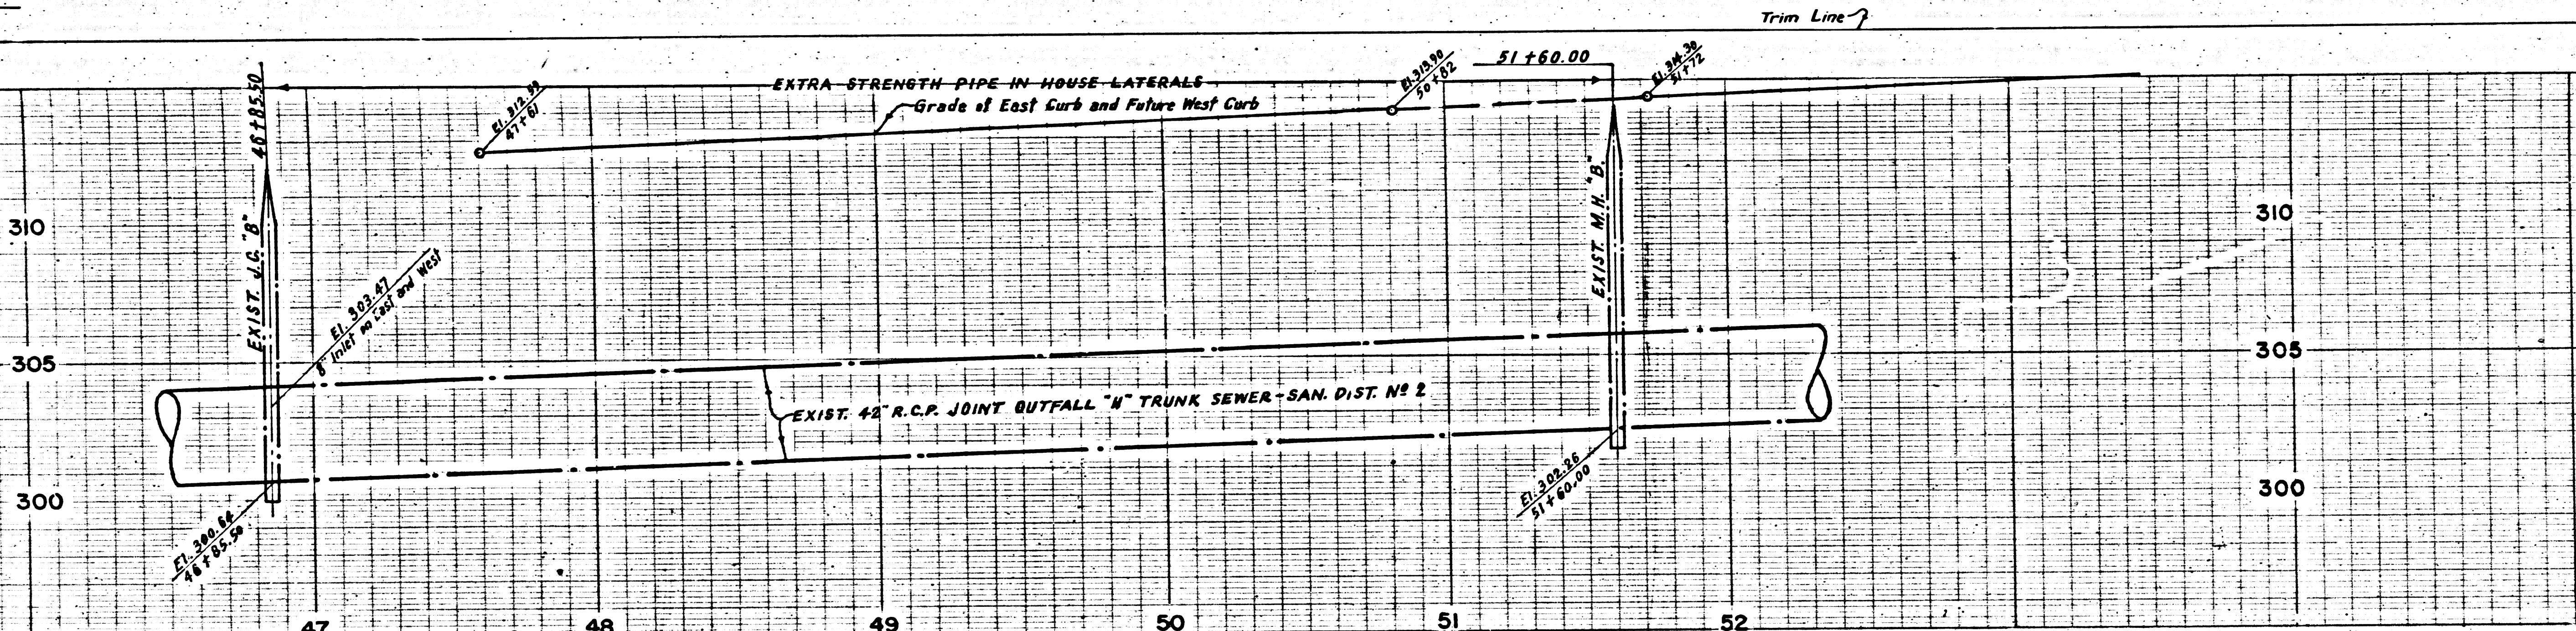 Trim Line
46+85.50
EXTRA STRENGTH PIPE IN HOUSE LATERALS
51+60.00
El. 313.90
50+82
El. 314.30
51+72
47+61
Grade of East Curb and Future West Curb
EXIST. J.C. "B"
EXIST. M.H. "B"
310
310
El. 303.47
8" Inlet on East and West
305
305
EXIST. 42" R.C.P. JOINT OUTFALL "H" TRUNK SEWER-SAN. DIST. Nº 2
300
300
El. 300.64
46+85.50
El. 302.26
51+60.00
47
48
49
50
51
52